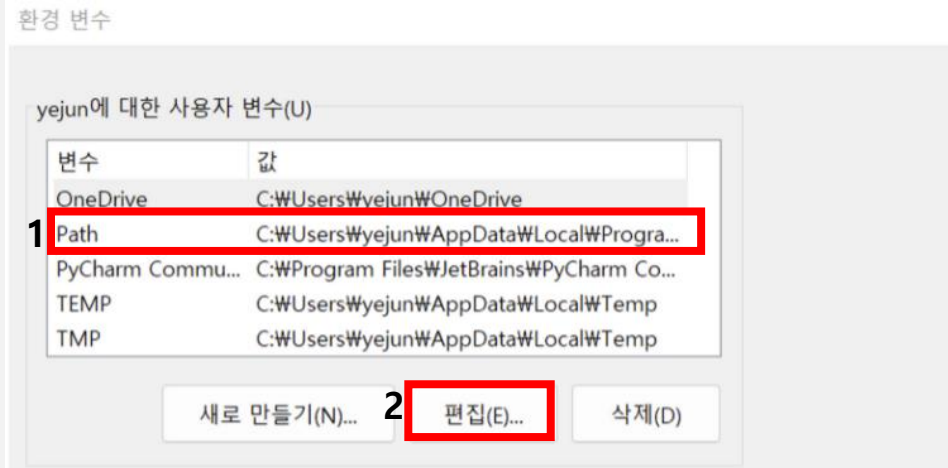 환경 변수
yejun에 대한 사용자 변수(U)
변수 값
OneDrive C:₩Users₩yejun₩OneDrive
1 Path C:₩Users₩yejun₩AppData₩Local₩Progra...
PyCharm Commu... C:₩Program Files₩JetBrains₩PyCharm Co...
TEMP C:₩Users₩yejun₩AppData₩Local₩Temp
TMP C:₩Users₩yejun₩AppData₩Local₩Temp
새로 만들기(N)... 2 편집(E)... 삭제(D)